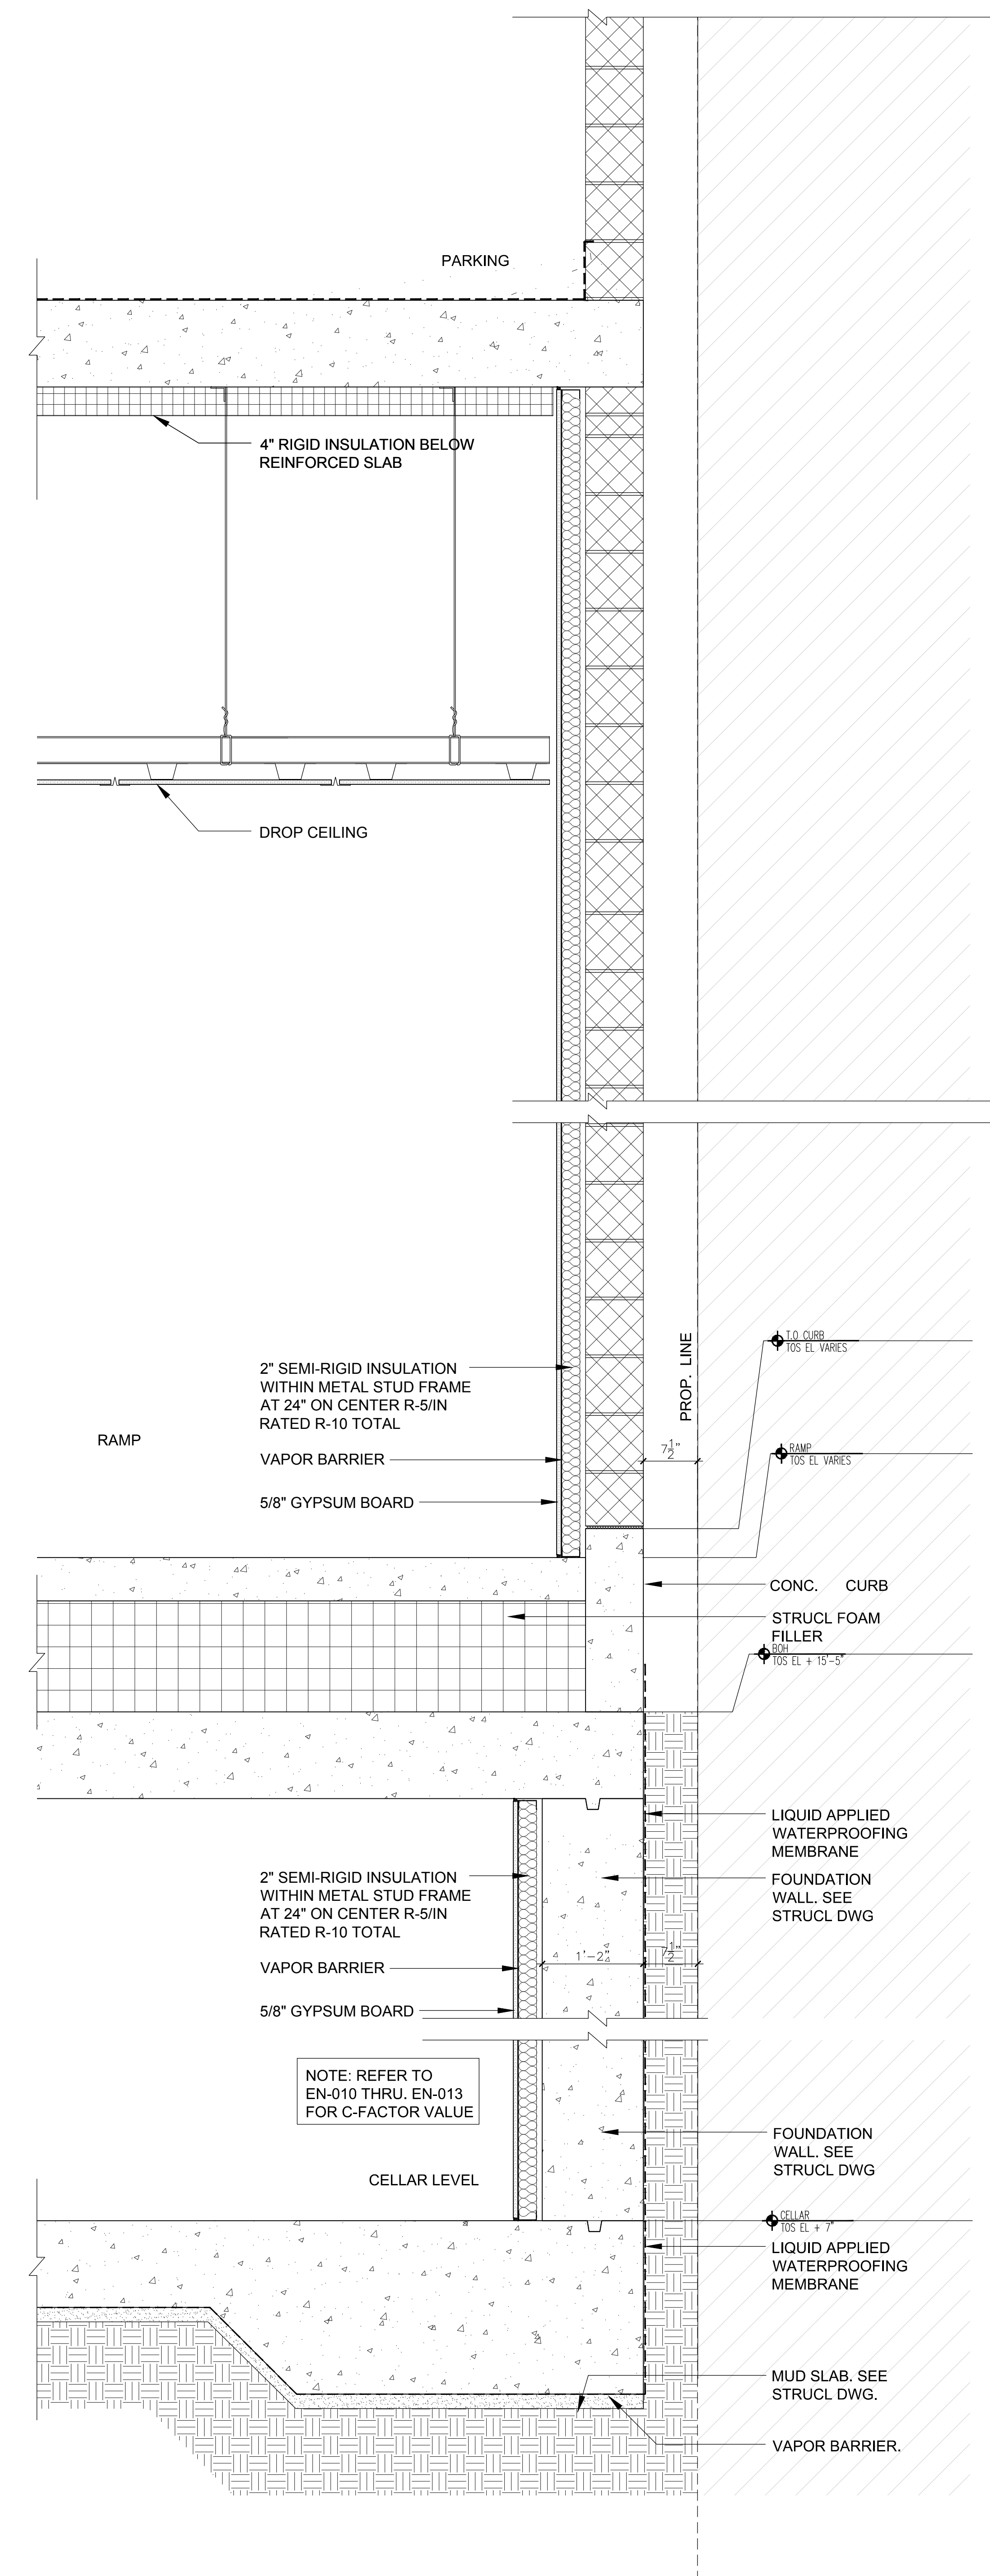 PARKING
4" RIGID INSULATION BELOW
REINFORCED SLAB
DROP CEILING
PROP. LINE
T.O CURB
TOS EL VARIES
2" SEMI-RIGID INSULATION
WITHIN METAL STUD FRAME
AT 24" ON CENTER R-5/IN
RATED R-10 TOTAL
RAMP
7 1/2"
RAMP
TOS EL VARIES
VAPOR BARRIER
5/8" GYPSUM BOARD
CONC. CURB
STRUCL FOAM
FILLER
BOH
TOS EL + 15'-5"
LIQUID APPLIED
WATERPROOFING
MEMBRANE
2" SEMI-RIGID INSULATION
WITHIN METAL STUD FRAME
AT 24" ON CENTER R-5/IN
RATED R-10 TOTAL
FOUNDATION
WALL. SEE
STRUCL DWG
1'-2"
7 1/2"
VAPOR BARRIER
5/8" GYPSUM BOARD
NOTE: REFER TO
EN-010 THRU. EN-013
FOR C-FACTOR VALUE
FOUNDATION
WALL. SEE
STRUCL DWG
CELLAR LEVEL
CELLAR
TOS EL + 7"
LIQUID APPLIED
WATERPROOFING
MEMBRANE
MUD SLAB. SEE
STRUCL DWG.
VAPOR BARRIER.